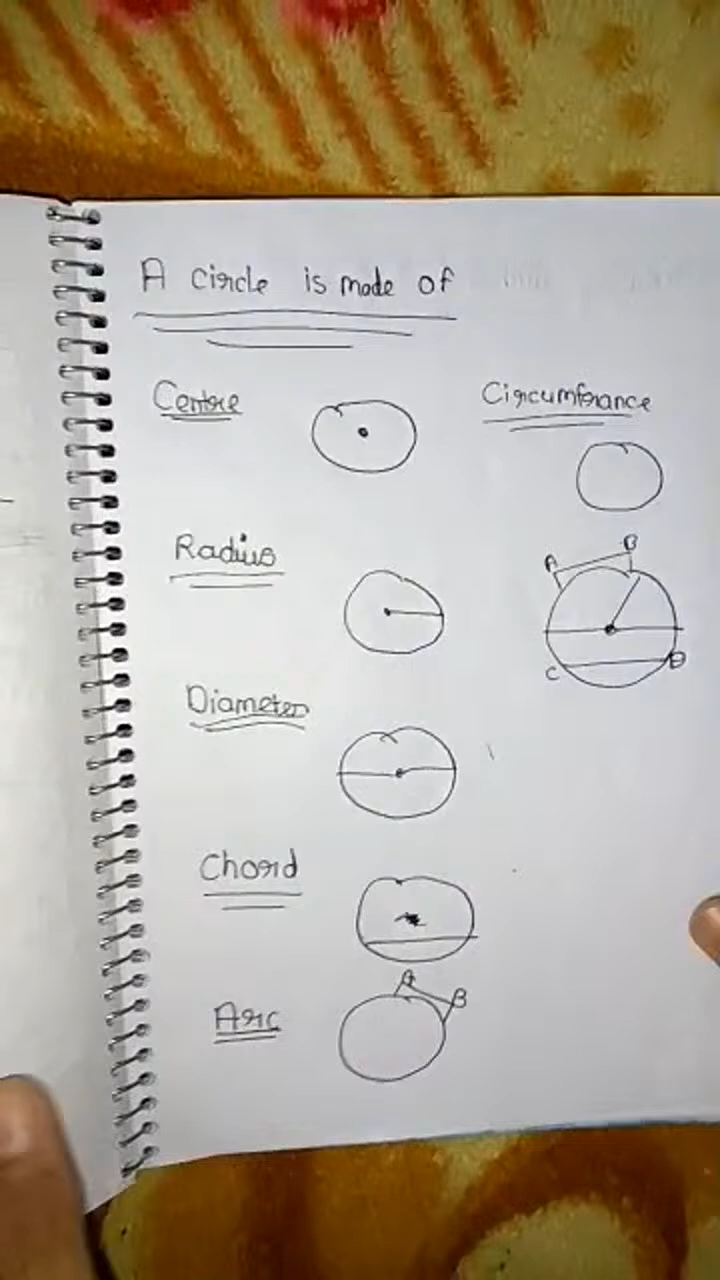 A circle is made of
Centre
Circumfrance
Radius
A B
C D
Diameter
Chord
A B
Arc